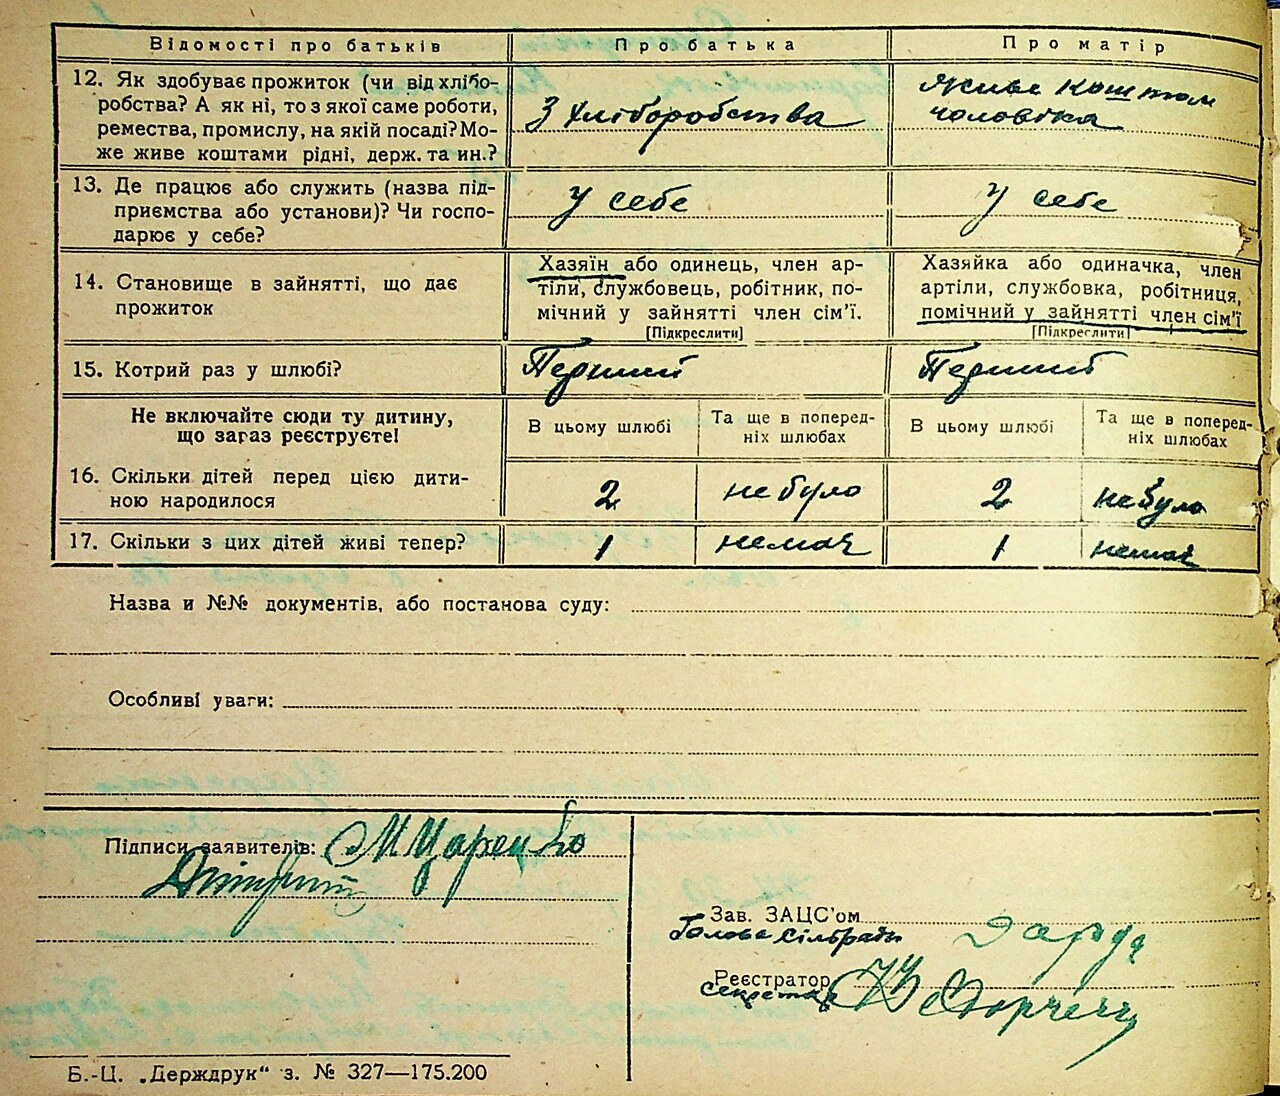 Відомості про батьків Про батька Про матір
12. Як здобуває прожиток (чи від хлібо-
робства? А як ні, то з якої саме роботи,
ремества, промислу, на якій посаді? Мо-
же живе коштами рідні, держ. та ин.?
З хліборобства
Живе коштом
чоловіка
13. Де працює або служить (назва під-
приємства або установи)? Чи госпо-
дарює у себе?
У себе
У себе
14. Становище в зайнятті, що дає
прожиток
Хазяїн або одинець, член ар-
тіли, службовець, робітник, по-
мічний у зайнятті член сім'ї.
[Підкреслити]
Хазяйка або одиначка, член
артіли, службовка, робітниця,
помічний у зайнятті член сім'ї
[Підкреслити]
15. Котрий раз у шлюбі?
Перший
Перший
Не включайте сюди ту дитину,
що загаз реєструєте!
В цьому шлюбі
Та ще в поперед-
ніх шлюбах
В цьому шлюбі
Та ще в поперед-
ніх шлюбах
16. Скільки дітей перед цією дити-
ною народилося
2 не було 2 не було
17. Скільки з цих дітей живі тепер?
1 немає 1 немає
Назва и №№ документів, або постанова суду:
Особливі уваги:
Підписи заявителів: М Царенко
Зав. ЗАЦС'ом
Голова сільради
Реєстратор
секретар
Б.-Ц. „Держдрук" з. № 327—175.200